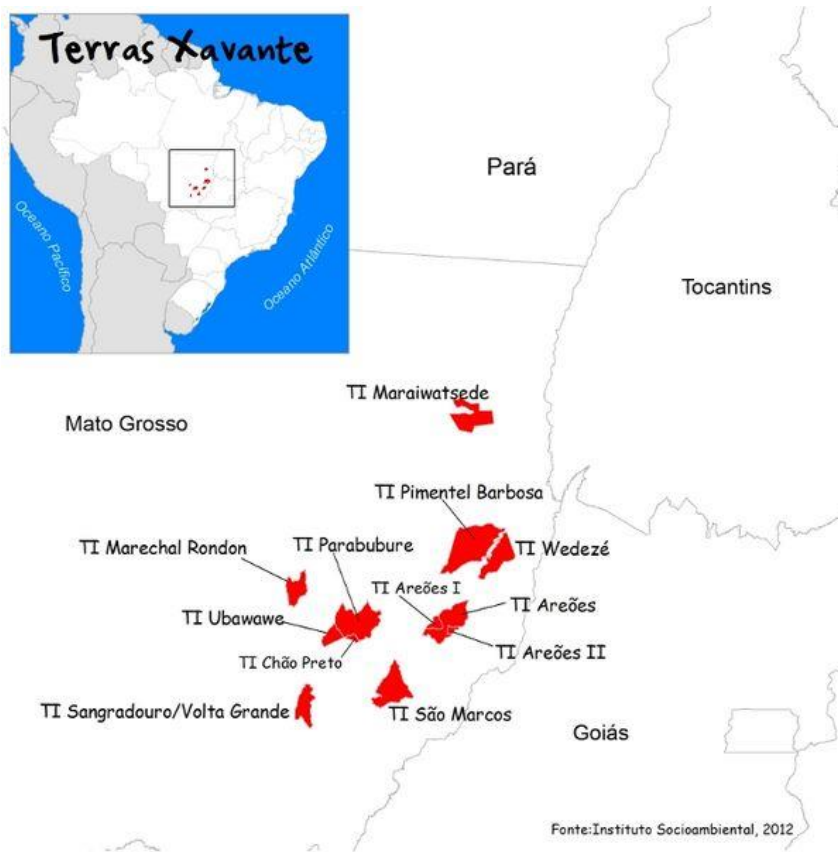 Terras Xavante
Oceano Pacífico
Oceano Atlântico
Pará
Tocantins
Mato Grosso
TI Maraiwatsede
TI Pimentel Barbosa
TI Marechal Rondon
TI Parabubure
TI Wedezé
TI Areões I
TI Areões
TI Ubawawe
TI Areões II
TI Chão Preto
TI Sangradouro/Volta Grande
TI São Marcos
Goiás
Fonte:Instituto Socioambiental, 2012